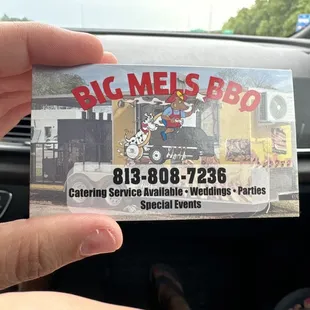 BIG MELS BBQ
813-808-7236
Catering Service Available • Weddings • Parties
Special Events